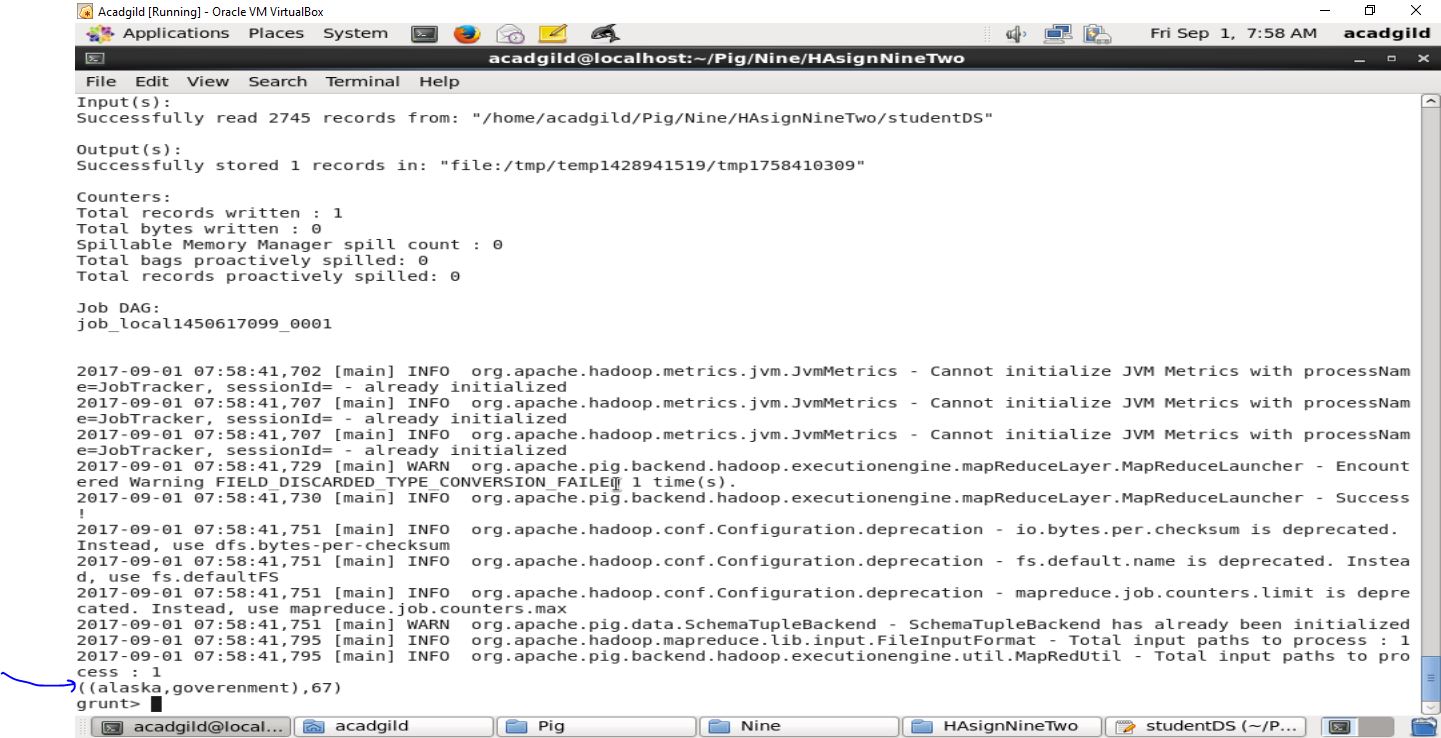 Acadgild [Running] - Oracle VM VirtualBox
Applications Places System Fri Sep 1, 7:58 AM acadgild
acadgild@localhost:~/Pig/Nine/HAsignNineTwo
File Edit View Search Terminal Help
Input(s):
Successfully read 2745 records from: "/home/acadgild/Pig/Nine/HAsignNineTwo/studentDS"
Output(s):
Successfully stored 1 records in: "file:/tmp/temp1428941519/tmp1758410309"
Counters:
Total records written : 1
Total bytes written : 0
Spillable Memory Manager spill count : 0
Total bags proactively spilled: 0
Total records proactively spilled: 0
Job DAG:
job_local1450617099_0001
2017-09-01 07:58:41,702 [main] INFO  org.apache.hadoop.metrics.jvm.JvmMetrics - Cannot initialize JVM Metrics with processNam
e=JobTracker, sessionId= - already initialized
2017-09-01 07:58:41,707 [main] INFO  org.apache.hadoop.metrics.jvm.JvmMetrics - Cannot initialize JVM Metrics with processNam
e=JobTracker, sessionId= - already initialized
2017-09-01 07:58:41,707 [main] INFO  org.apache.hadoop.metrics.jvm.JvmMetrics - Cannot initialize JVM Metrics with processNam
e=JobTracker, sessionId= - already initialized
2017-09-01 07:58:41,729 [main] WARN  org.apache.pig.backend.hadoop.executionengine.mapReduceLayer.MapReduceLauncher - Encount
ered Warning FIELD_DISCARDED_TYPE_CONVERSION_FAILED 1 time(s).
2017-09-01 07:58:41,730 [main] INFO  org.apache.pig.backend.hadoop.executionengine.mapReduceLayer.MapReduceLauncher - Success
!
2017-09-01 07:58:41,751 [main] INFO  org.apache.hadoop.conf.Configuration.deprecation - io.bytes.per.checksum is deprecated.
Instead, use dfs.bytes-per-checksum
2017-09-01 07:58:41,751 [main] INFO  org.apache.hadoop.conf.Configuration.deprecation - fs.default.name is deprecated. Instea
d, use fs.defaultFS
2017-09-01 07:58:41,751 [main] INFO  org.apache.hadoop.conf.Configuration.deprecation - mapreduce.job.counters.limit is depre
cated. Instead, use mapreduce.job.counters.max
2017-09-01 07:58:41,751 [main] WARN  org.apache.pig.data.SchemaTupleBackend - SchemaTupleBackend has already been initialized
2017-09-01 07:58:41,795 [main] INFO  org.apache.hadoop.mapreduce.lib.input.FileInputFormat - Total input paths to process : 1
2017-09-01 07:58:41,795 [main] INFO  org.apache.pig.backend.hadoop.executionengine.util.MapRedUtil - Total input paths to pro
cess : 1
((alaska,goverenment),67)
grunt>
acadgild@local... acadgild Pig Nine HAsignNineTwo studentDS (~/P...